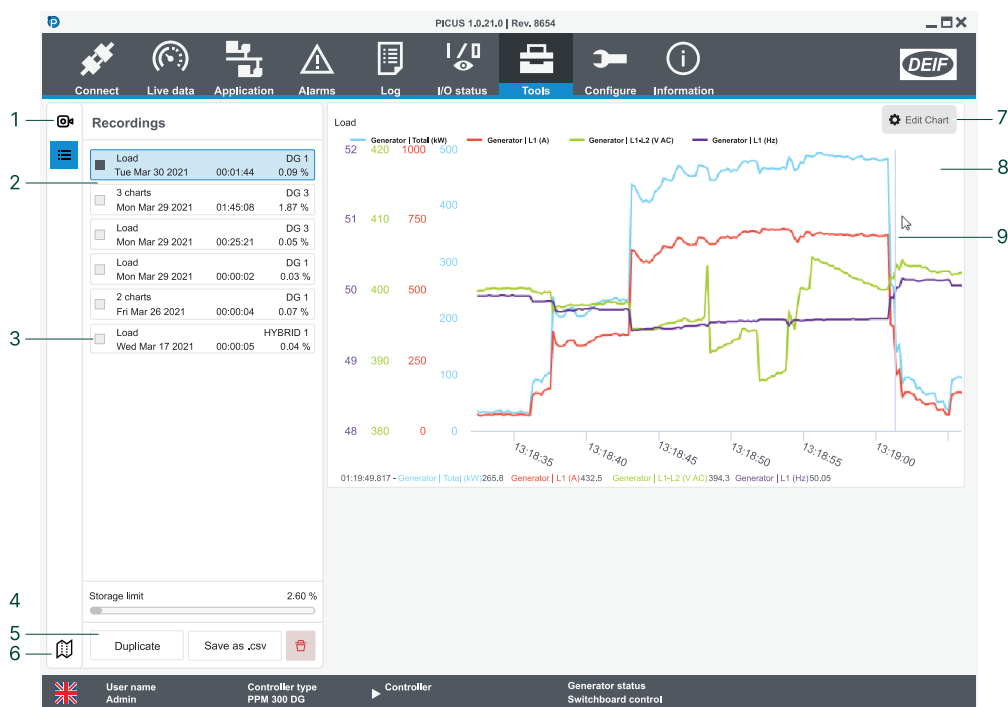 PICUS 1.0.21.0 | Rev. 8654
Connect Live data Application Alarms Log I/O status Tools Configure Information
DEIF
1
Recordings
2
Load DG 1
Tue Mar 30 2021 00:01:44 0.09 %
3 charts DG 3
Mon Mar 29 2021 01:45:08 1.87 %
Load DG 3
Mon Mar 29 2021 00:25:21 0.05 %
Load DG 1
Mon Mar 29 2021 00:00:02 0.03 %
2 charts DG 1
Fri Mar 26 2021 00:00:04 0.07 %
3
Load HYBRID 1
Wed Mar 17 2021 00:00:05 0.04 %
4
Storage limit 2.60 %
5
Duplicate Save as .csv
6
Load
Edit Chart 7
Generator | Total (kW) Generator | L1 (A) Generator | L1-L2 (V AC) Generator | L1 (Hz)
52 420 1000 500
8
400
51 410 750
9
300
50 400 500
200
49 390 250
100
48 380 0 0
13:18:35 13:18:40 13:18:45 13:18:50 13:18:55 13:19:00
01:19:49.817 - Generator | Total (kW)265.8 Generator | L1 (A)432.5 Generator | L1-L2 (V AC)394.3 Generator | L1 (Hz)50.05
User name Controller type Controller Generator status
Admin PPM 300 DG Switchboard control